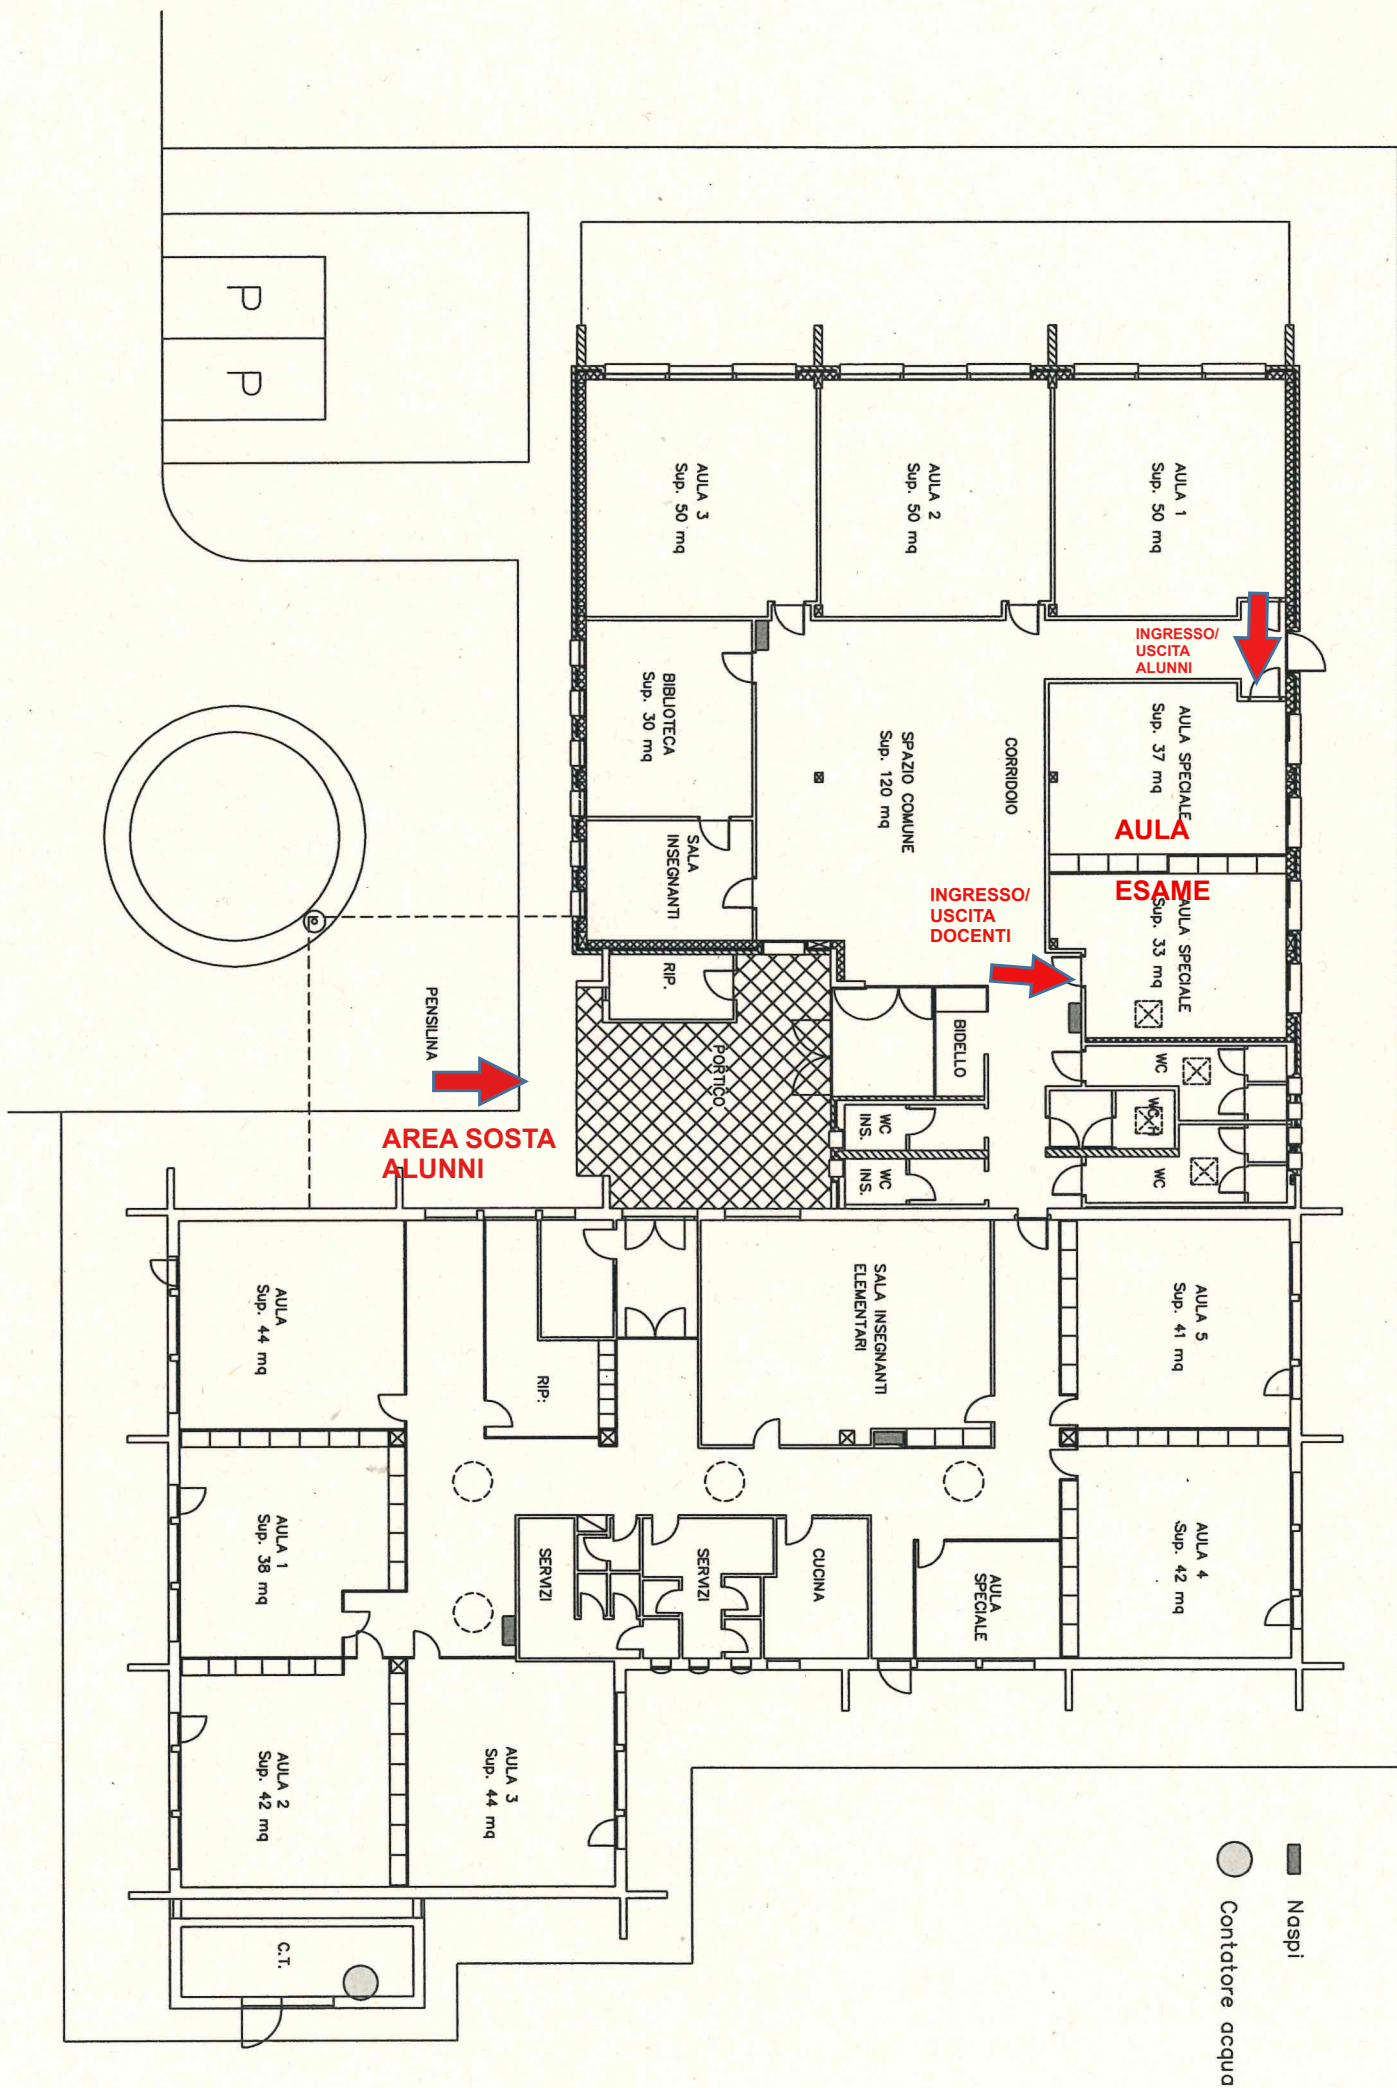 P
P
AULA 3
Sup. 50 mq
AULA 2
Sup. 50 mq
AULA 1
Sup. 50 mq
INGRESSO/
USCITA
ALUNNI
BIBLIOTECA
Sup. 30 mq
SPAZIO COMUNE
Sup. 120 mq
CORRIDOIO
AULA SPECIALE
Sup. 37 mq
AULA
ESAME
SALA
INSEGNANTI
INGRESSO/
USCITA
DOCENTI
AULA SPECIALE
Sup. 33 mq
RIP.
PENSILINA
PORTICO
BIDELLO
WC
WC H
WC
WC
INS.
WC
INS.
AREA SOSTA
ALUNNI
AULA
Sup. 44 mq
RIP:
SALA INSEGNANTI
ELEMENTARI
AULA 5
Sup. 41 mq
AULA 1
Sup. 38 mq
SERVIZI
SERVIZI
CUCINA
AULA
SPECIALE
AULA 4
Sup. 42 mq
AULA 2
Sup. 42 mq
AULA 3
Sup. 44 mq
C.T.
Naspi
Contatore acqua